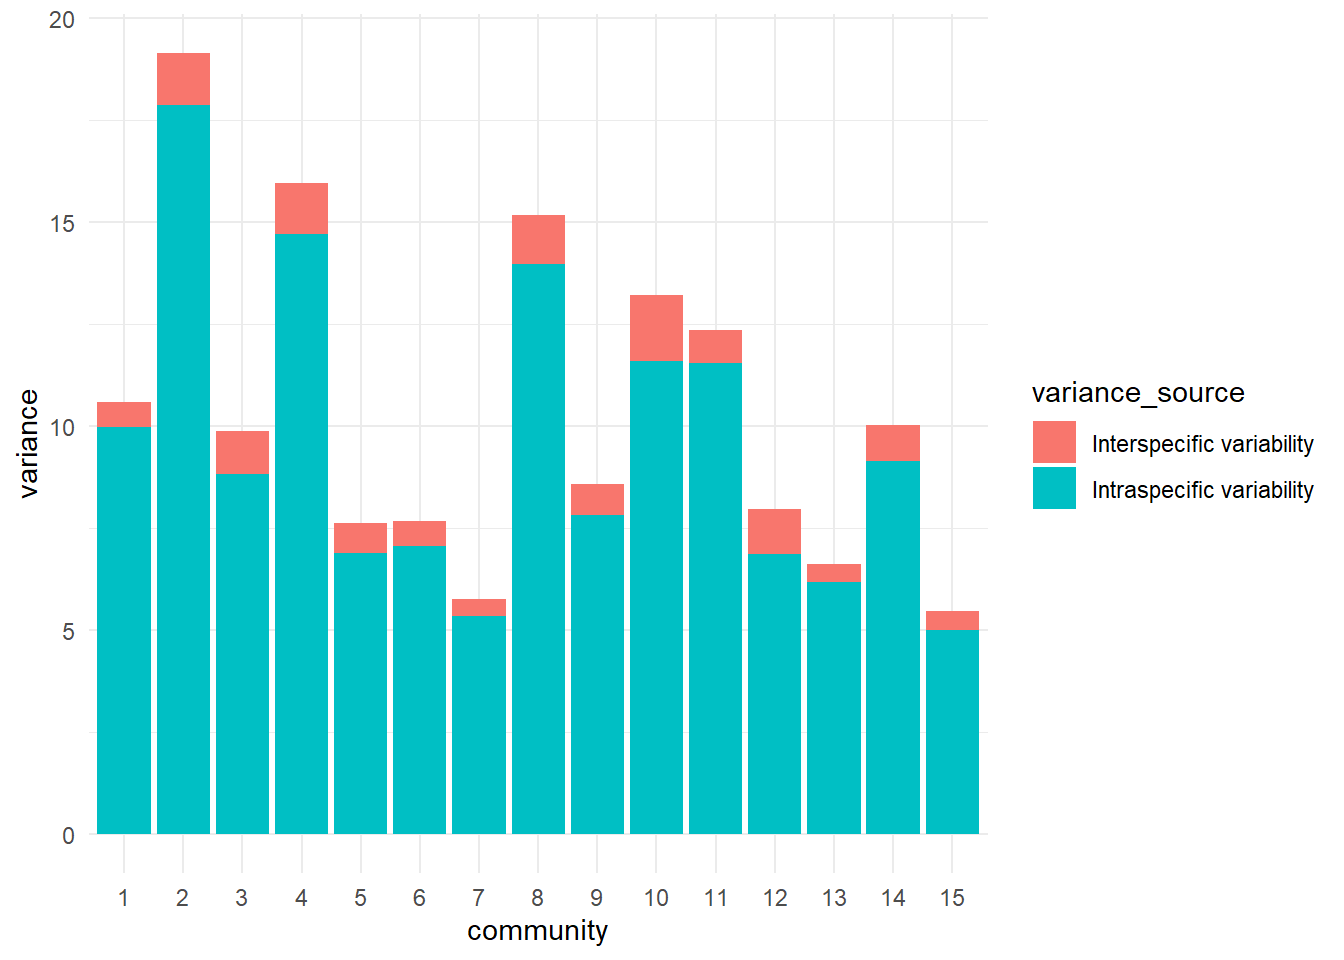 20
15
10
5
0
variance
1 2 3 4 5 6 7 8 9 10 11 12 13 14 15
community
variance_source
Interspecific variability
Intraspecific variability